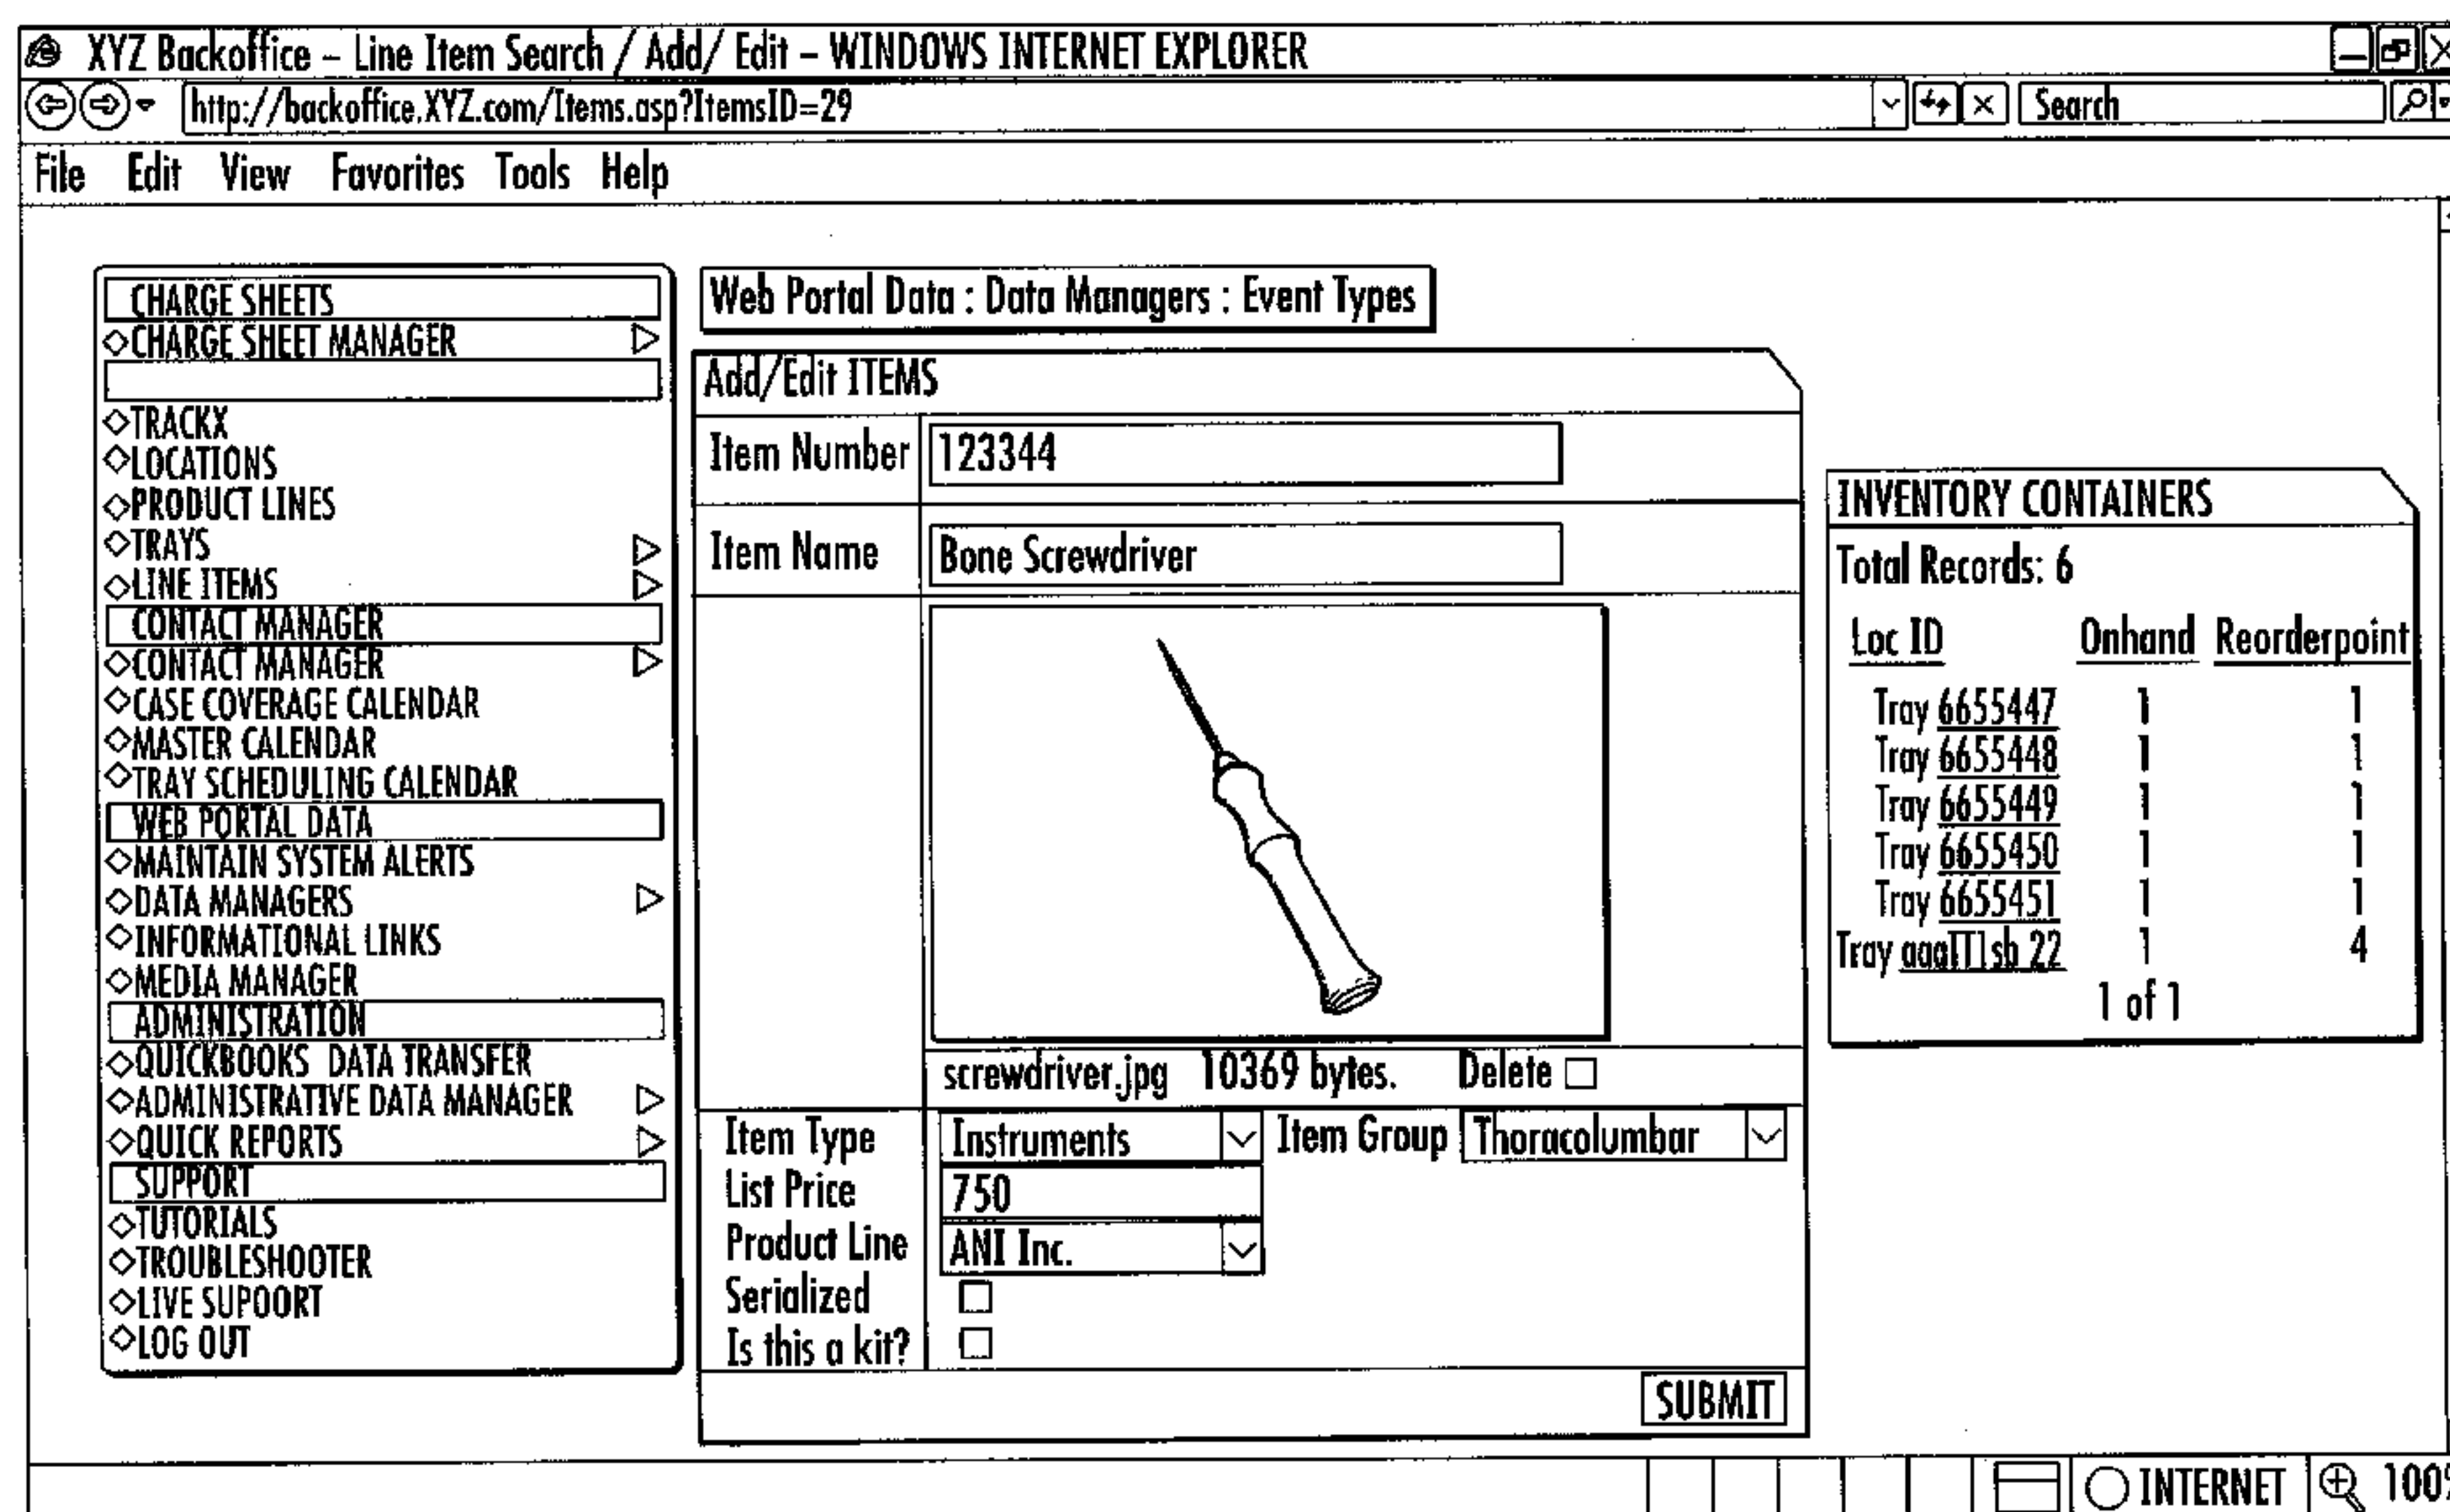 XYZ Backoffice – Line Item Search / Add/ Edit – WINDOWS INTERNET EXPLORER
http://backoffice.XYZ.com/Items.asp?ItemsID=29 Search
File Edit View Favorites Tools Help
CHARGE SHEETS
CHARGE SHEET MANAGER
TRACKX
LOCATIONS
PRODUCT LINES
TRAYS
LINE ITEMS
CONTACT MANAGER
CONTACT MANAGER
CASE COVERAGE CALENDAR
MASTER CALENDAR
TRAY SCHEDULING CALENDAR
WEB PORTAL DATA
MAINTAIN SYSTEM ALERTS
DATA MANAGERS
INFORMATIONAL LINKS
MEDIA MANAGER
ADMINISTRATION
QUICKBOOKS DATA TRANSFER
ADMINISTRATIVE DATA MANAGER
QUICK REPORTS
SUPPORT
TUTORIALS
TROUBLESHOOTER
LIVE SUPOORT
LOG OUT
Web Portal Data : Data Managers : Event Types
Add/Edit ITEMS
Item Number 123344
Item Name Bone Screwdriver
screwdriver.jpg 10369 bytes. Delete
Item Type Instruments Item Group Thoracolumbar
List Price 750
Product Line ANI Inc.
Serialized
Is this a kit?
SUBMIT
INVENTORY CONTAINERS
Total Records: 6
Loc ID Onhand Reorderpoint
Tray 6655447 1 1
Tray 6655448 1 1
Tray 6655449 1 1
Tray 6655450 1 1
Tray 6655451 1 1
Tray 22 1 4
1 of 1
INTERNET 100%